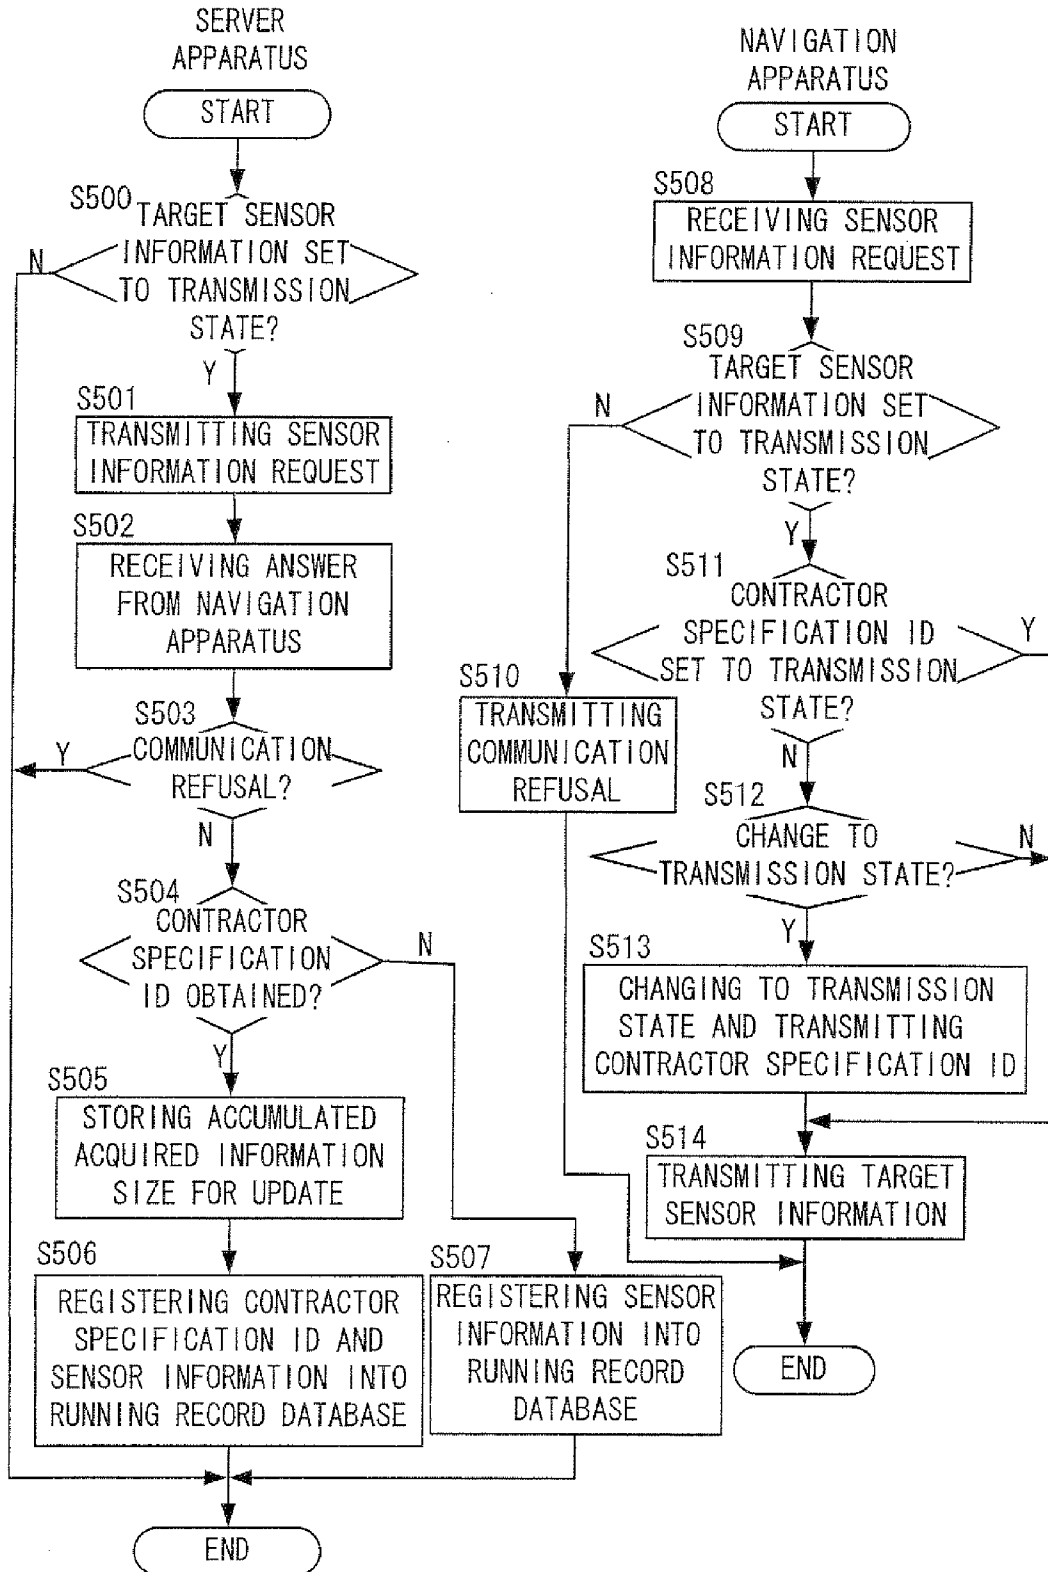 SERVER
APPARATUS
START
S500
TARGET SENSOR
INFORMATION SET
TO TRANSMISSION
STATE?
N
Y
S501
TRANSMITTING SENSOR
INFORMATION REQUEST
S502
RECEIVING ANSWER
FROM NAVIGATION
APPARATUS
S503
COMMUNICATION
REFUSAL?
Y
N
S504
CONTRACTOR
SPECIFICATION
ID OBTAINED?
N
Y
S505
STORING ACCUMULATED
ACQUIRED INFORMATION
SIZE FOR UPDATE
S506
REGISTERING CONTRACTOR
SPECIFICATION ID AND
SENSOR INFORMATION INTO
RUNNING RECORD DATABASE
S507
REGISTERING SENSOR
INFORMATION INTO
RUNNING RECORD
DATABASE
END
NAVIGATION
APPARATUS
START
S508
RECEIVING SENSOR
INFORMATION REQUEST
S509
TARGET SENSOR
INFORMATION SET
TO TRANSMISSION
STATE?
N
Y
S510
TRANSMITTING
COMMUNICATION
REFUSAL
S511
CONTRACTOR
SPECIFICATION ID
SET TO TRANSMISSION
STATE?
Y
N
S512
CHANGE TO
TRANSMISSION STATE?
N
Y
S513
CHANGING TO TRANSMISSION
STATE AND TRANSMITTING
CONTRACTOR SPECIFICATION ID
S514
TRANSMITTING TARGET
SENSOR INFORMATION
END